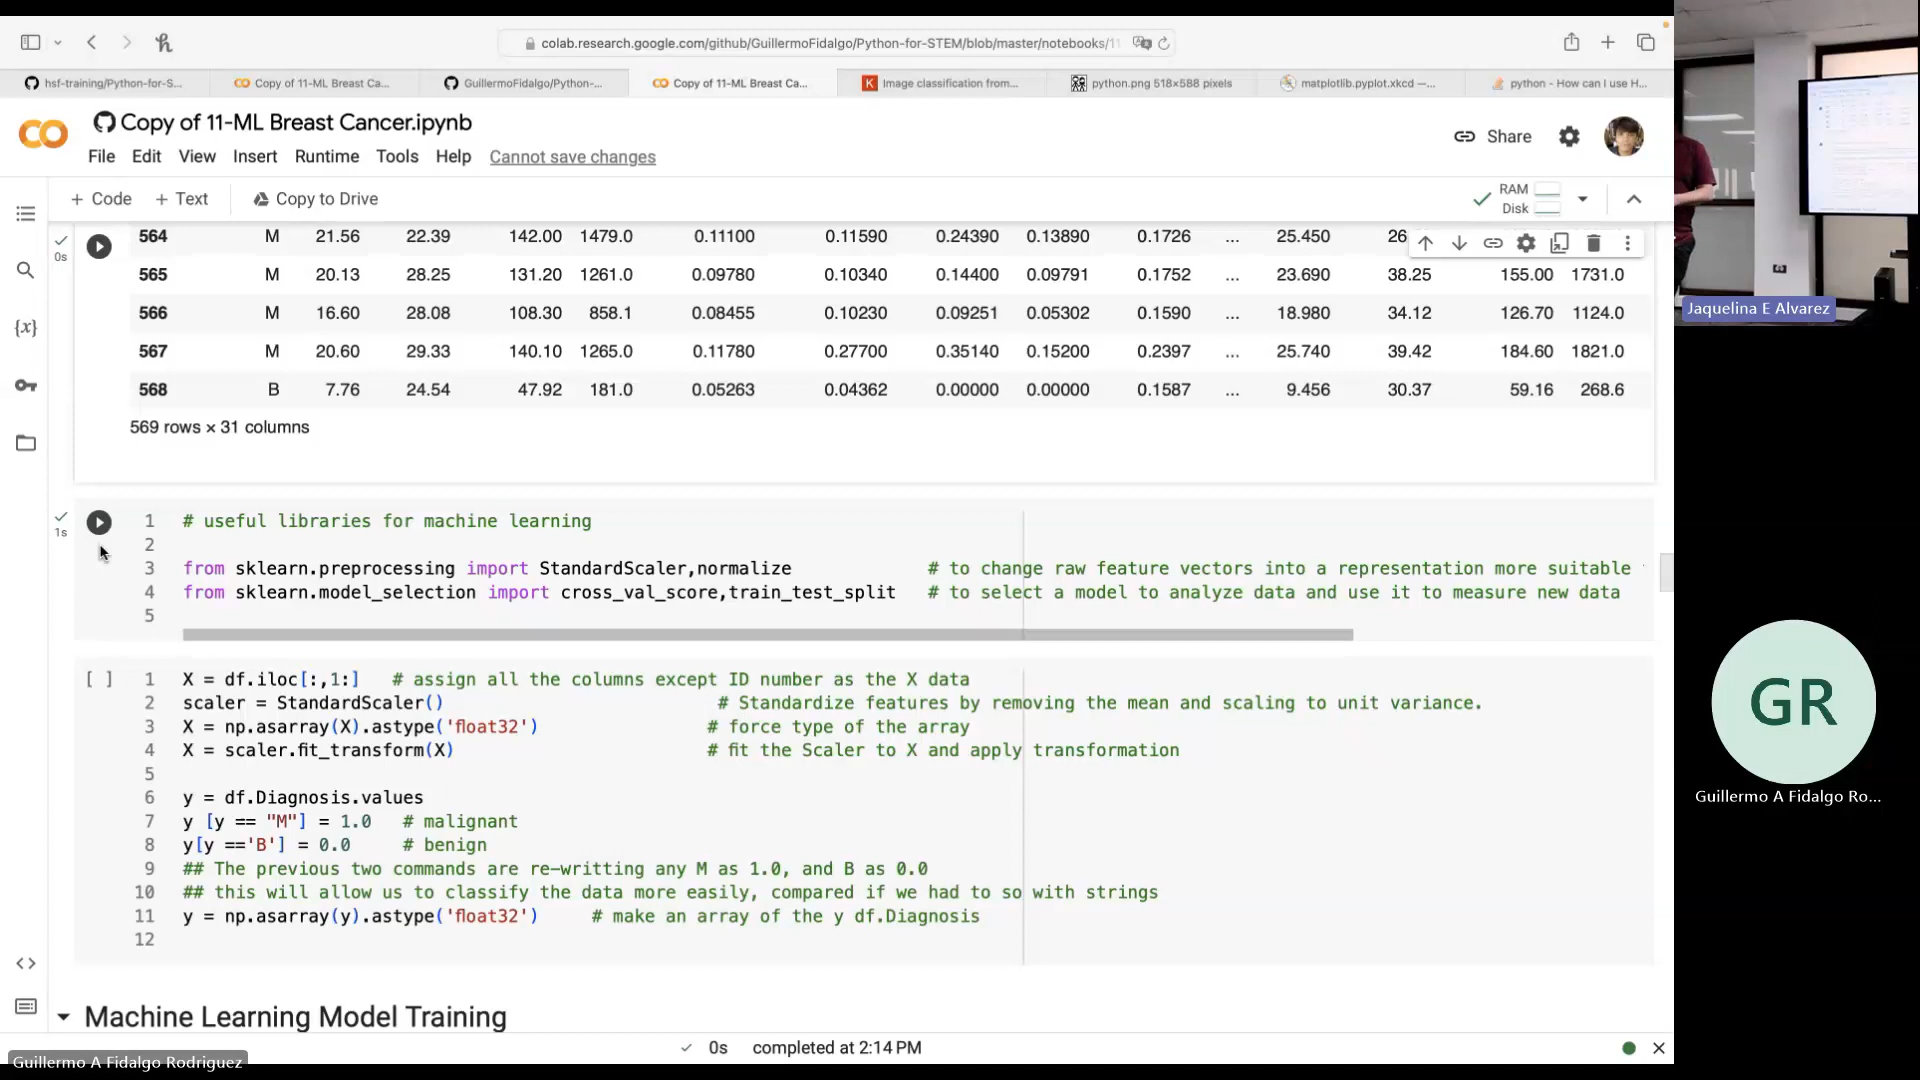 colab.research.google.com/github/GuillermoFidalgo/Python-for-STEM/blob/master/notebooks/11
hsf-training/Python-for-S...
Copy of 11-ML Breast Ca...
GuillermoFidalgo/Python-...
Copy of 11-ML Breast Ca...
Image classification from...
python.png 518×588 pixels
matplotlib.pyplot.xkcd —...
python - How can I use H...
Copy of 11-ML Breast Cancer.ipynb
File Edit View Insert Runtime Tools Help Cannot save changes
Share
+ Code + Text Copy to Drive
RAM
Disk
0s
564 M 21.56 22.39 142.00 1479.0 0.11100 0.11590 0.24390 0.13890 0.1726 ... 25.450 26
565 M 20.13 28.25 131.20 1261.0 0.09780 0.10340 0.14400 0.09791 0.1752 ... 23.690 38.25 155.00 1731.0
566 M 16.60 28.08 108.30 858.1 0.08455 0.10230 0.09251 0.05302 0.1590 ... 18.980 34.12 126.70 1124.0
567 M 20.60 29.33 140.10 1265.0 0.11780 0.27700 0.35140 0.15200 0.2397 ... 25.740 39.42 184.60 1821.0
568 B 7.76 24.54 47.92 181.0 0.05263 0.04362 0.00000 0.00000 0.1587 ... 9.456 30.37 59.16 268.6
569 rows × 31 columns
1s
1 # useful libraries for machine learning
2
3 from sklearn.preprocessing import StandardScaler,normalize # to change raw feature vectors into a representation more suitable
4 from sklearn.model_selection import cross_val_score,train_test_split # to select a model to analyze data and use it to measure new data
5
[ ] 1 X = df.iloc[:,1:] # assign all the columns except ID number as the X data
2 scaler = StandardScaler() # Standardize features by removing the mean and scaling to unit variance.
3 X = np.asarray(X).astype('float32') # force type of the array
4 X = scaler.fit_transform(X) # fit the Scaler to X and apply transformation
5
6 y = df.Diagnosis.values
7 y [y == "M"] = 1.0 # malignant
8 y[y =='B'] = 0.0 # benign
9 ## The previous two commands are re-writting any M as 1.0, and B as 0.0
10 ## this will allow us to classify the data more easily, compared if we had to so with strings
11 y = np.asarray(y).astype('float32') # make an array of the y df.Diagnosis
12
Machine Learning Model Training
0s completed at 2:14 PM
Guillermo A Fidalgo Rodriguez
Jaquelina E Alvarez
GR
Guillermo A Fidalgo Ro...